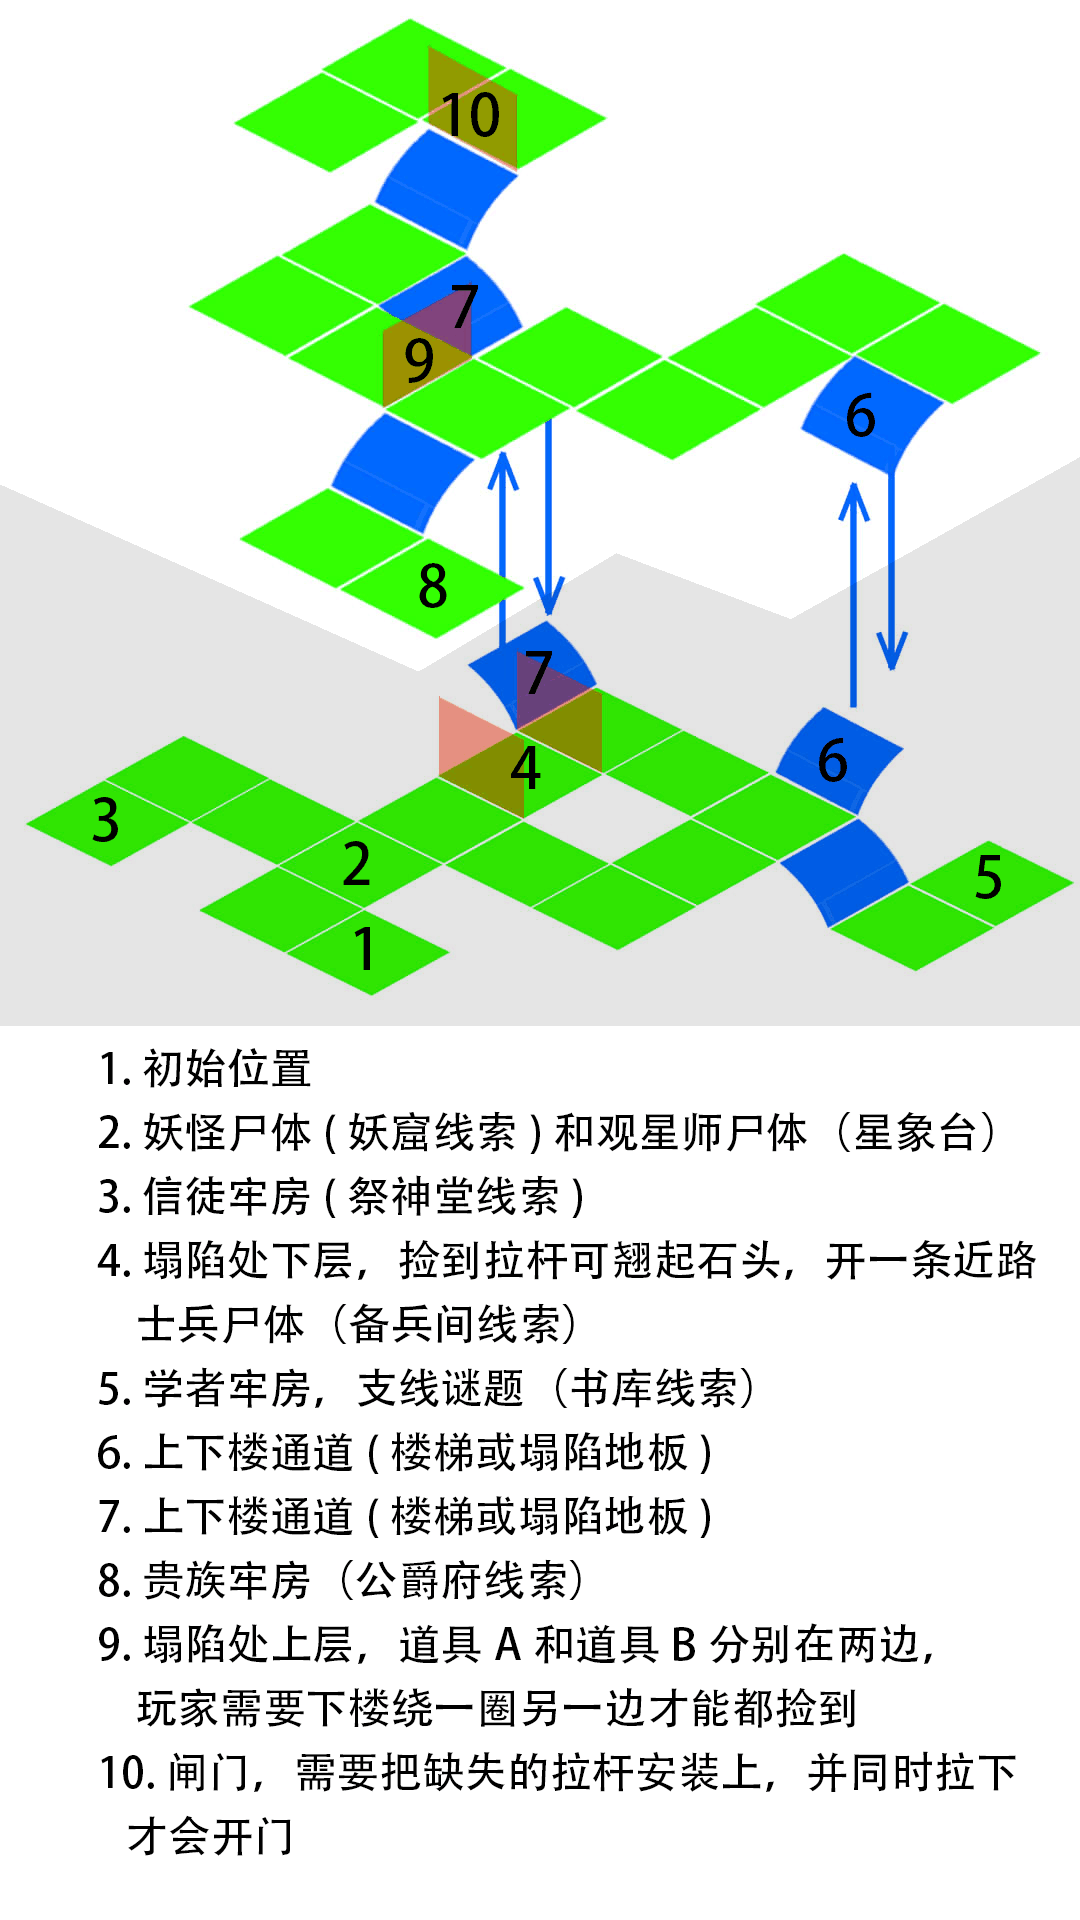 10
7
9
6
8
7
4
6
3
2
5
1
1. 初始位置
2. 妖怪尸体 ( 妖窟线索 ) 和观星师尸体（星象台）
3. 信徒牢房 ( 祭神堂线索 )
4. 塌陷处下层，捡到拉杆可翘起石头，开一条近路
士兵尸体（备兵间线索）
5. 学者牢房，支线谜题（书库线索）
6. 上下楼通道 ( 楼梯或塌陷地板 )
7. 上下楼通道 ( 楼梯或塌陷地板 )
8. 贵族牢房（公爵府线索）
9. 塌陷处上层，道具 A 和道具 B 分别在两边，
玩家需要下楼绕一圈另一边才能都捡到
10. 闸门，需要把缺失的拉杆安装上，并同时拉下
才会开门